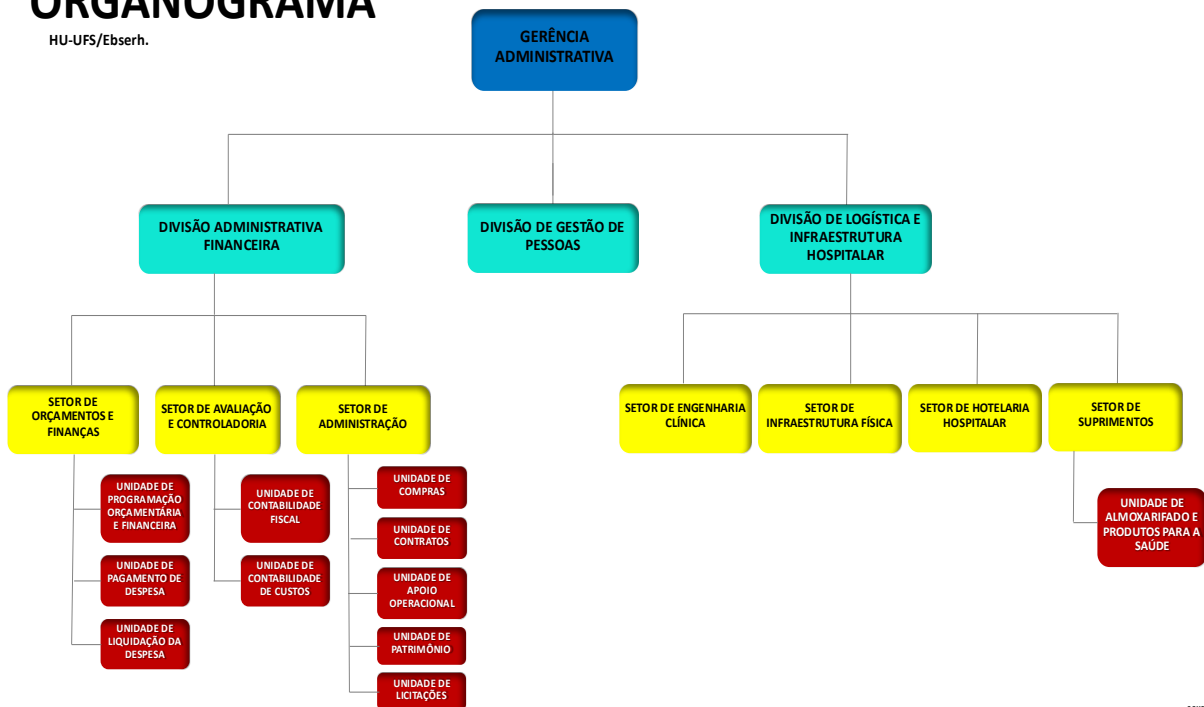 ORGANOGRAMA
HU-UFS/Ebserh.
GERÊNCIA
ADMINISTRATIVA
DIVISÃO ADMINISTRATIVA
FINANCEIRA
DIVISÃO DE GESTÃO DE
PESSOAS
DIVISÃO DE LOGÍSTICA E
INFRAESTRUTURA
HOSPITALAR
SETOR DE
ORÇAMENTOS E
FINANÇAS
SETOR DE AVALIAÇÃO
E CONTROLADORIA
SETOR DE
ADMINISTRAÇÃO
SETOR DE ENGENHARIA
CLÍNICA
SETOR DE
INFRAESTRUTURA FÍSICA
SETOR DE HOTELARIA
HOSPITALAR
SETOR DE
SUPRIMENTOS
UNIDADE DE
PROGRAMAÇÃO
ORÇAMENTÁRIA
E FINANCEIRA
UNIDADE DE
PAGAMENTO DE
DESPESA
UNIDADE DE
LIQUIDAÇÃO DA
DESPESA
UNIDADE DE
CONTABILIDADE
FISCAL
UNIDADE DE
CONTABILIDADE
DE CUSTOS
UNIDADE DE
COMPRAS
UNIDADE DE
CONTRATOS
UNIDADE DE
APOIO
OPERACIONAL
UNIDADE DE
PATRIMÔNIO
UNIDADE DE
LICITAÇÕES
UNIDADE DE
ALMOXARIFADO E
PRODUTOS PARA A
SAÚDE